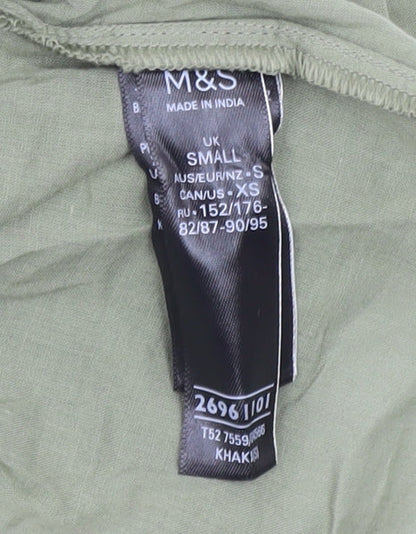 M&S
MADE IN INDIA
UK
SMALL
AUS/EUR/NZ • S
CAN/US • XS
RU • 152/176-
82/87-90/95
2696 1101
T52 7559